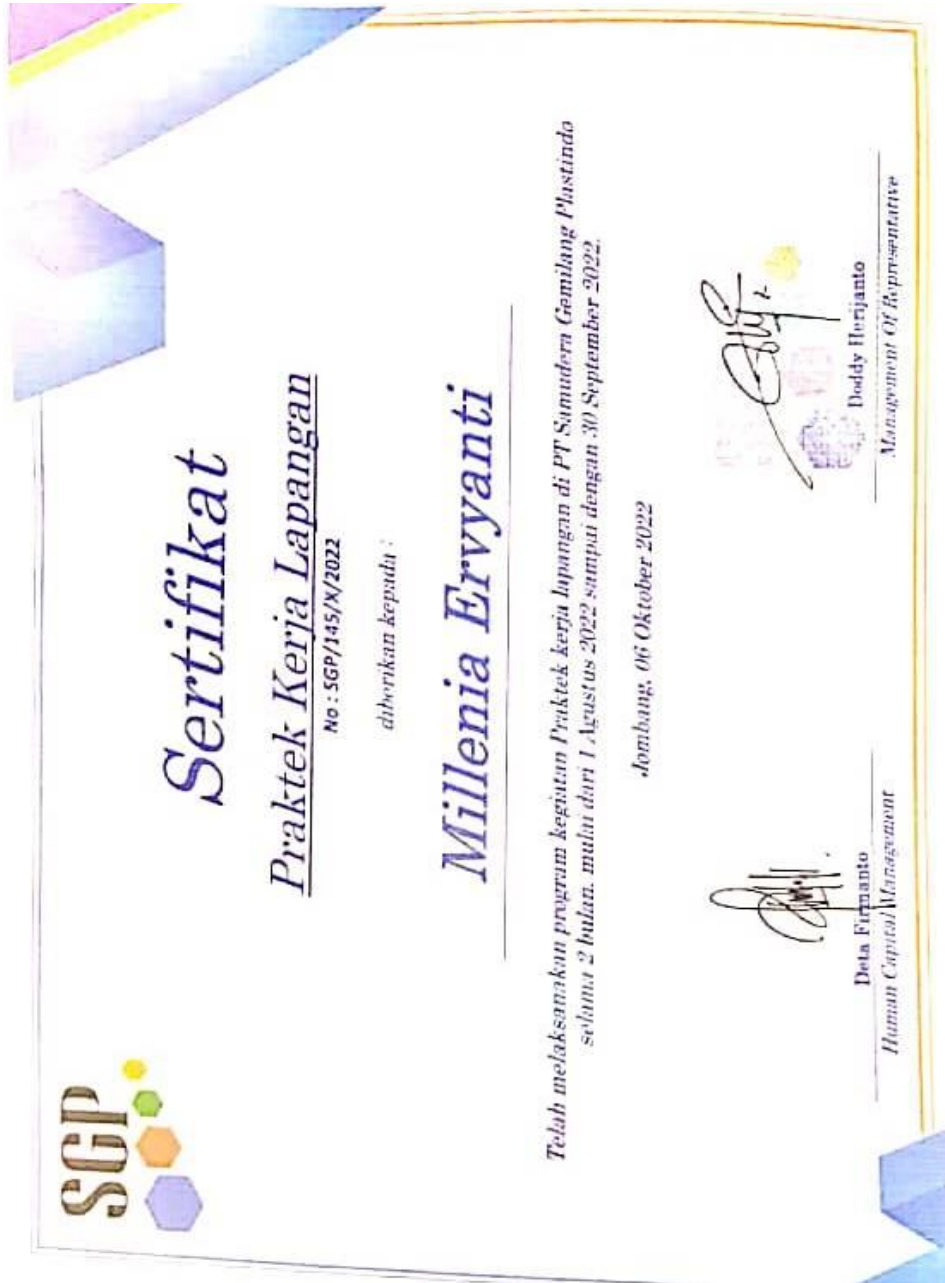 SGP
Sertifikat
Praktek Kerja Lapangan
No : SGP/145/X/2022
diberikan kepada :
Millenia Ervyanti
Telah melaksanakan program kegiatan Praktek kerja lapangan di PT Samudera Gemilang Plastindo
selama 2 bulan. mulai dari 1 Agustus 2022 sampai dengan 30 September 2022.
Jombang, 06 Oktober 2022
Deta Firmanto
Human Capital Management
Doddy Herijanto
Management Of Representative